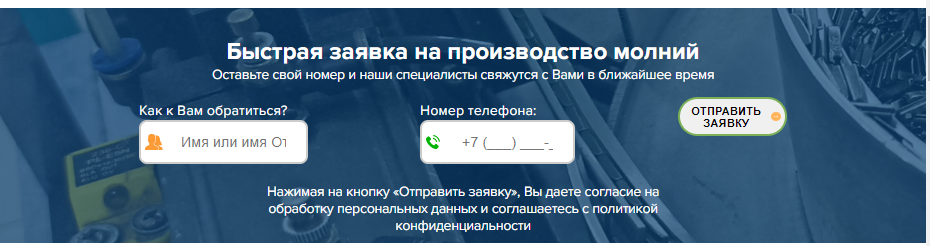 Быстрая заявка на производство молний
Оставьте свой номер и наши специалисты свяжутся с Вами в ближайшее время
Как к Вам обратиться?
Номер телефона:
ОТПРАВИТЬ
ЗАЯВКУ
Имя или имя От
+7 (___) ___-_
Нажимая на кнопку «Отправить заявку», Вы даете согласие на
обработку персональных данных и соглашаетесь с политикой
конфиденциальности